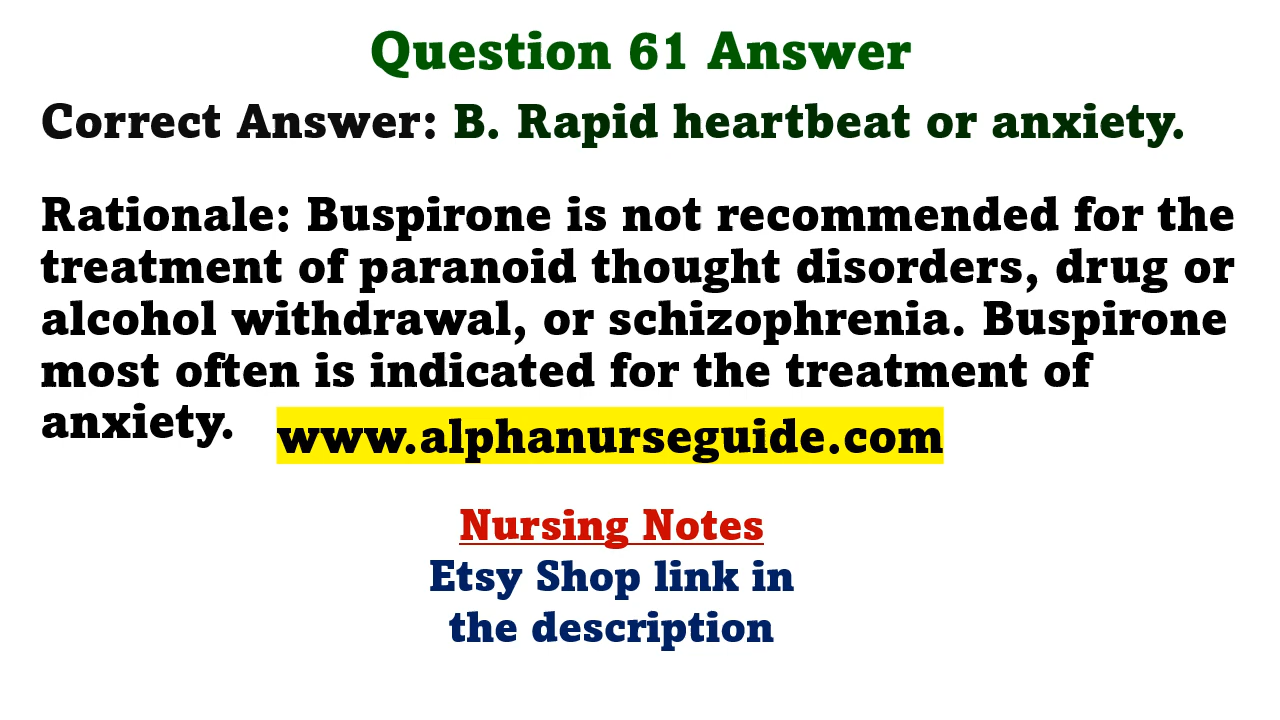 Question 61 Answer
Correct Answer: B. Rapid heartbeat or anxiety.
Rationale: Buspirone is not recommended for the
treatment of paranoid thought disorders, drug or
alcohol withdrawal, or schizophrenia. Buspirone
most often is indicated for the treatment of
anxiety.
www.alphanurseguide.com
Nursing Notes
Etsy Shop link in
the description